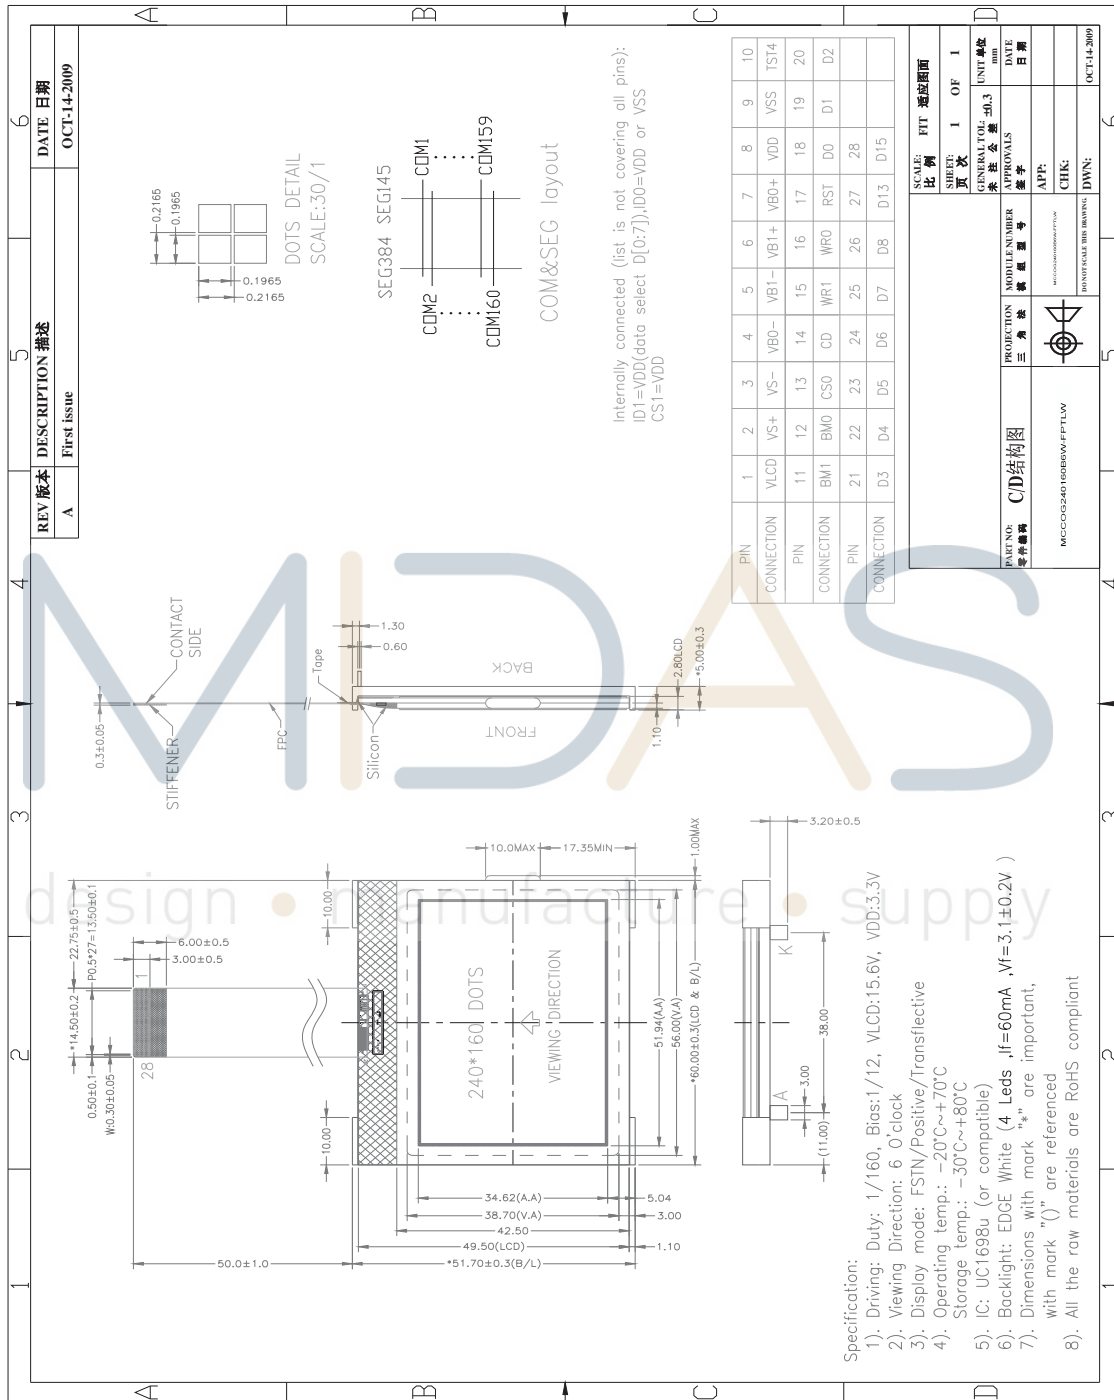 1
2
3
4
5
6
A
B
C
D
REV 版本 DESCRIPTION 描述 DATE 日期
A First issue OCT-14-2009
50.0±1.0
*51.70±0.3(B/L)
49.50(LCD)
1.10
42.50
38.70(V.A)
3.00
34.62(A.A)
5.04
0.50±0.1
W:0.30±0.05
*14.50±0.2
P0.5*27=13.50±0.1
22.75±0.5
6.00±0.5
3.00±0.5
28
1
10.00
10.00
240*160 DOTS
VIEWING DIRECTION
51.94(A.A)
56.00(V.A)
*60.00±0.3(LCD & B/L)
10.0MAX
17.35MIN
1.00MAX
A
K
3.00
(11.00)
38.00
3.20±0.5
0.3±0.05
STIFFENER
CONTACT
SIDE
FPC
Tape
Silicon
1.30
0.60
FRONT
BACK
1.10
2.80LCD
*5.00±0.3
0.2165
0.1965
0.1965
0.2165
DOTS DETAIL
SCALE:30/1
SEG384 SEG145
COM2
COM160
COM1
COM159
COM&SEG layout
Internally connected (list is not covering all pins):
ID1=VDD(data select D[0:7]),ID0=VDD or VSS
CS1=VDD
PIN 1 2 3 4 5 6 7 8 9 10
CONNECTION VLCD VS+ VS- VB0- VB1- VB1+ VB0+ VDD VSS TST4
PIN 11 12 13 14 15 16 17 18 19 20
CONNECTION BM1 BM0 CS0 CD WR1 WR0 RST D0 D1 D2
PIN 21 22 23 24 25 26 27 28
CONNECTION D3 D4 D5 D6 D7 D8 D13 D15
Specification:
1). Driving: Duty: 1/160, Bias:1/12, VLCD:15.6V, VDD:3.3V
2). Viewing Direction: 6 O'clock
3). Display mode: FSTN/Positive/Transflective
4). Operating temp.: -20°C~+70°C
Storage temp.: -30°C~+80°C
5). IC: UC1698u (or compatible)
6). Backlight: EDGE White (4 Leds ,If=60mA ,Vf=3.1±0.2V )
7). Dimensions with mark "*" are important,
with mark "()" are referenced
8). All the raw materials are RoHS compliant
SCALE: 比 例 FIT 适应图面
SHEET: 页 次 1 OF 1
GENERAL TOL: 未 注 公 差 ±0.3
UNIT 单位 mm
PART NO: 零件编码
C/D结构图
MCCOG240160B6W-FPTLW
PROJECTION 三 角 法
MODULE NUMBER 模 组 型 号
MCCOG240160B6W-FPTLW
DO NOT SCALE THIS DRAWING.
APPROVALS 签 字
DATE 日 期
APP:
CHK:
DWN: OCT-14-2009
MIDAS
design • manufacture • supply